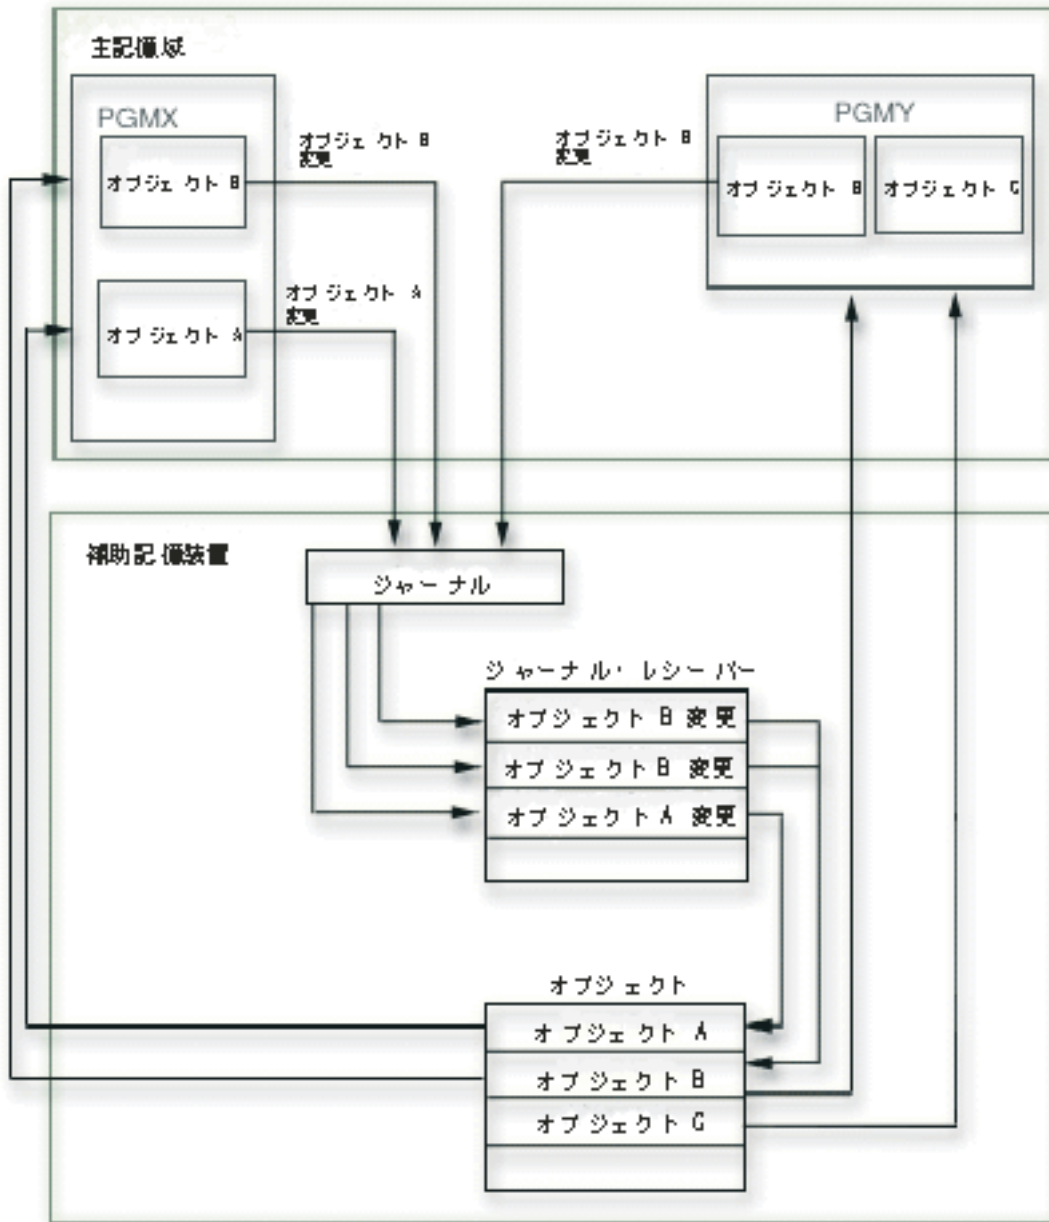 主記憶域
PGMX
オブジェクト B
変更
オブジェクト B
オブジェクト A
変更
オブジェクト A
オブジェクト B
変更
PGMY
オブジェクト B
オブジェクト C
補助記憶装置
ジャーナル
ジャーナル・レシーバー
オブジェクト B 変更
オブジェクト B 変更
オブジェクト A 変更
オブジェクト
オブジェクト A
オブジェクト B
オブジェクト C